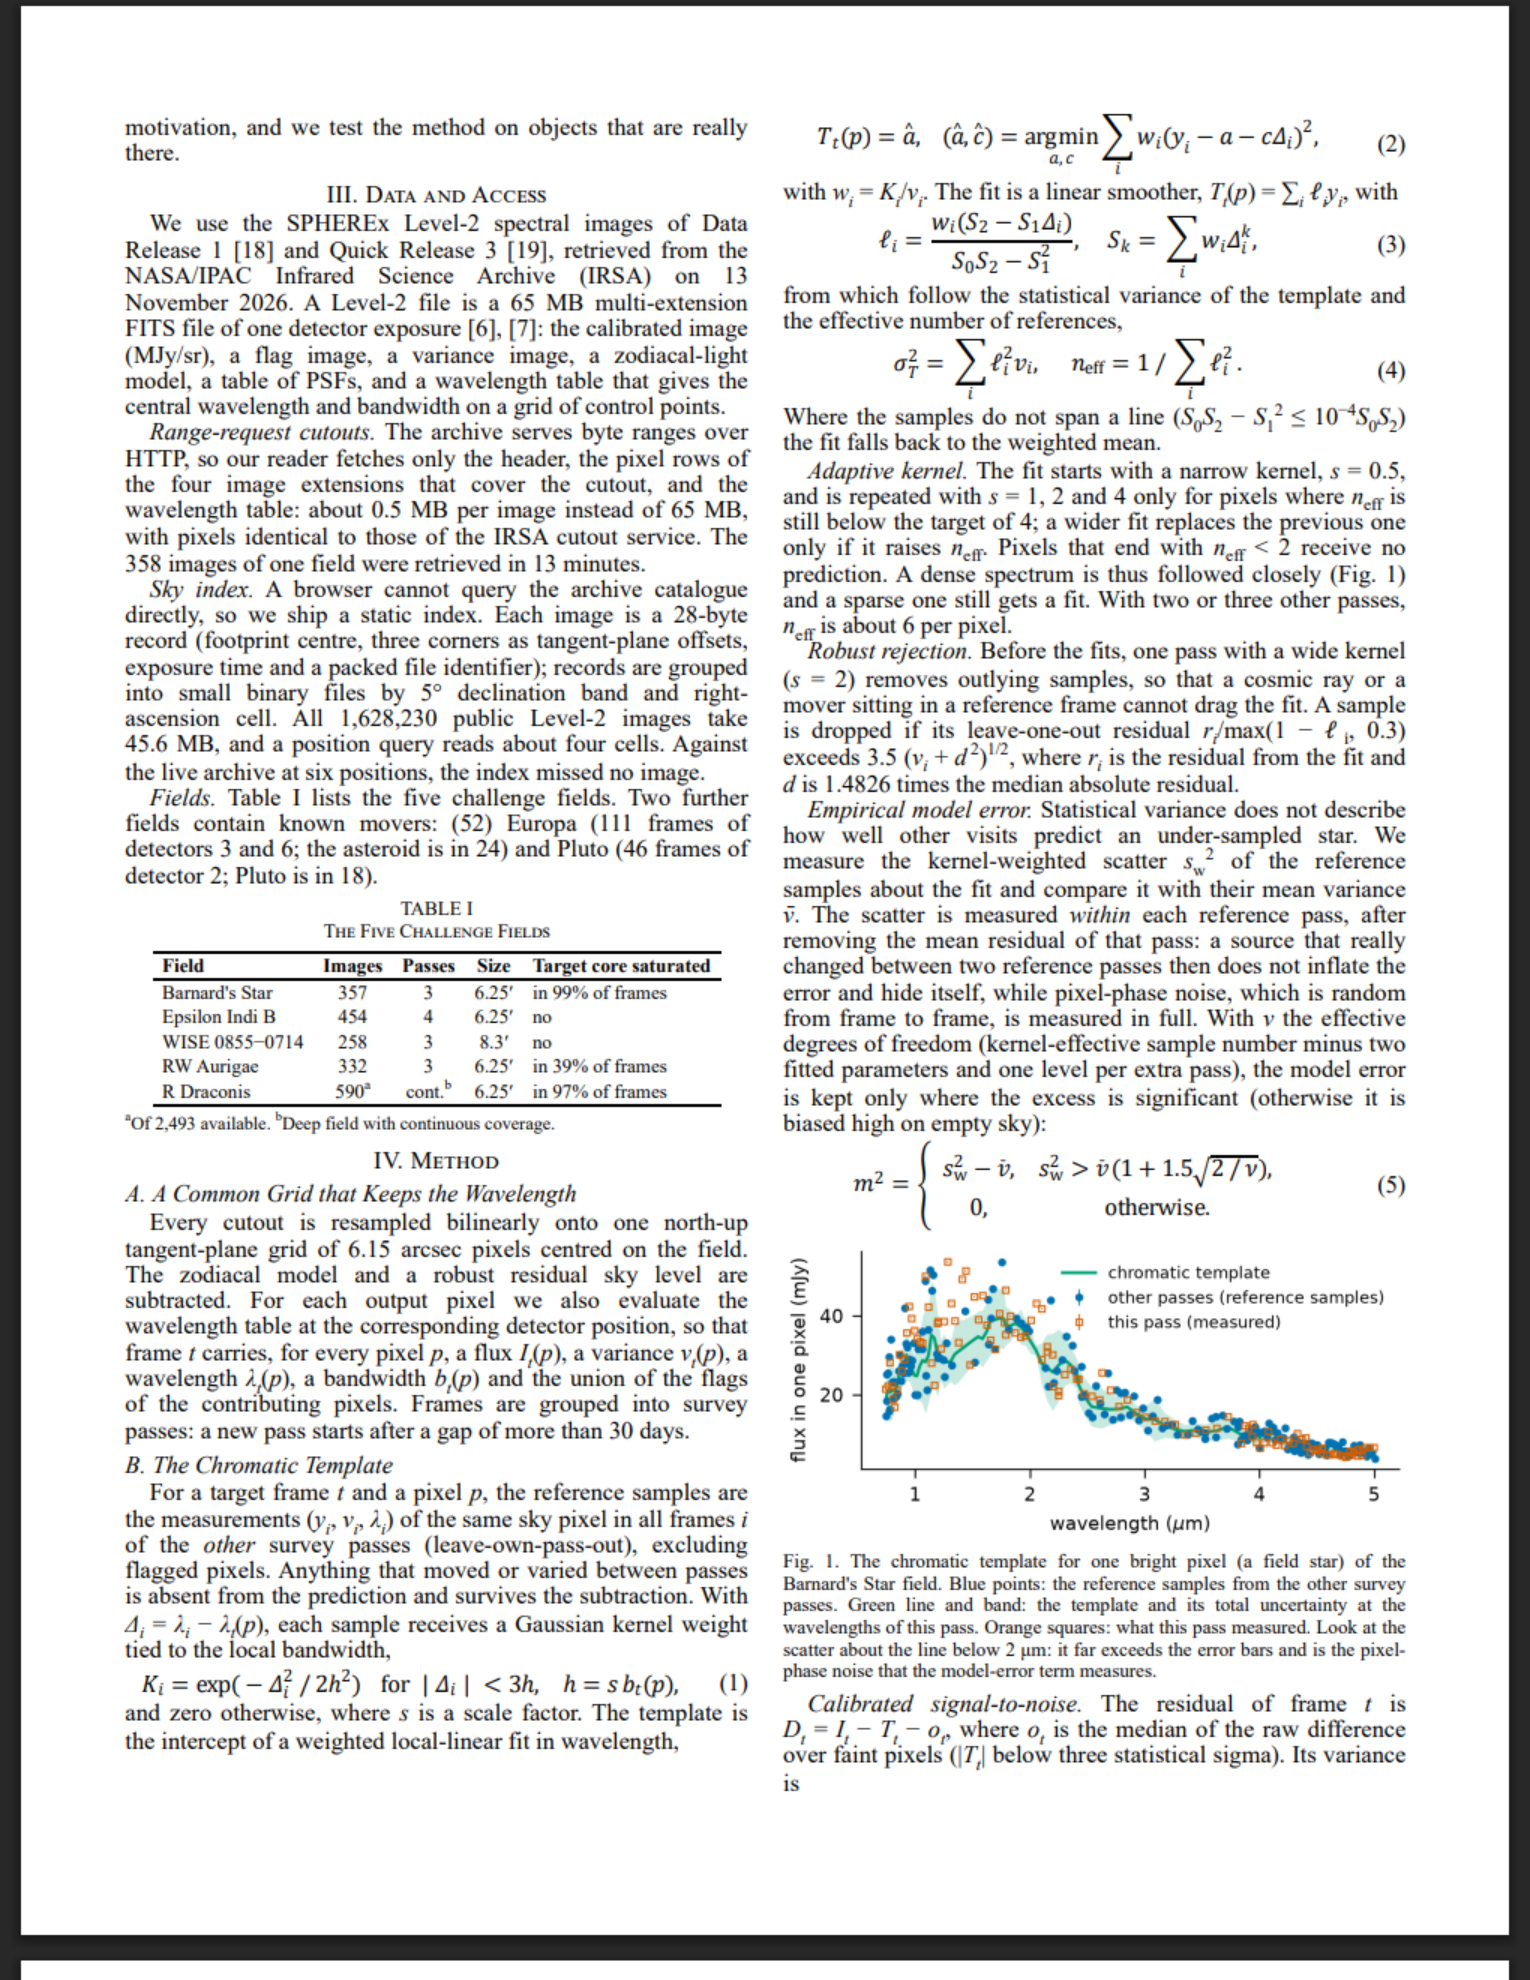 motivation, and we test the method on objects that are really
there.
III. DATA AND ACCESS
We use the SPHEREx Level-2 spectral images of Data
Release 1 [18] and Quick Release 3 [19], retrieved from the
NASA/IPAC Infrared Science Archive (IRSA) on 13
November 2026. A Level-2 file is a 65 MB multi-extension
FITS file of one detector exposure [6], [7]: the calibrated image
(MJy/sr), a flag image, a variance image, a zodiacal-light
model, a table of PSFs, and a wavelength table that gives the
central wavelength and bandwidth on a grid of control points.
Range-request cutouts. The archive serves byte ranges over
HTTP, so our reader fetches only the header, the pixel rows of
the four image extensions that cover the cutout, and the
wavelength table: about 0.5 MB per image instead of 65 MB,
with pixels identical to those of the IRSA cutout service. The
358 images of one field were retrieved in 13 minutes.
Sky index. A browser cannot query the archive catalogue
directly, so we ship a static index. Each image is a 28-byte
record (footprint centre, three corners as tangent-plane offsets,
exposure time and a packed file identifier); records are grouped
into small binary files by 5° declination band and right-
ascension cell. All 1,628,230 public Level-2 images take
45.6 MB, and a position query reads about four cells. Against
the live archive at six positions, the index missed no image.
Fields. Table I lists the five challenge fields. Two further
fields contain known movers: (52) Europa (111 frames of
detectors 3 and 6; the asteroid is in 24) and Pluto (46 frames of
detector 2; Pluto is in 18).
TABLE I
THE FIVE CHALLENGE FIELDS
Field Images Passes Size Target core saturated
Barnard's Star 357 3 6.25′ in 99% of frames
Epsilon Indi B 454 4 6.25′ no
WISE 0855−0714 258 3 8.3′ no
RW Aurigae 332 3 6.25′ in 39% of frames
R Draconis 590ᵃ cont.ᵇ 6.25′ in 97% of frames
ᵃOf 2,493 available. ᵇDeep field with continuous coverage.
IV. METHOD
A. A Common Grid that Keeps the Wavelength
Every cutout is resampled bilinearly onto one north-up
tangent-plane grid of 6.15 arcsec pixels centred on the field.
The zodiacal model and a robust residual sky level are
subtracted. For each output pixel we also evaluate the
wavelength table at the corresponding detector position, so that
frame t carries, for every pixel p, a flux Iₜ(p), a variance vₜ(p), a
wavelength λₜ(p), a bandwidth bₜ(p) and the union of the flags
of the contributing pixels. Frames are grouped into survey
passes: a new pass starts after a gap of more than 30 days.
B. The Chromatic Template
For a target frame t and a pixel p, the reference samples are
the measurements (yᵢ, vᵢ, λᵢ) of the same sky pixel in all frames i
of the other survey passes (leave-own-pass-out), excluding
flagged pixels. Anything that moved or varied between passes
is absent from the prediction and survives the subtraction. With
Δᵢ = λᵢ − λₜ(p), each sample receives a Gaussian kernel weight
tied to the local bandwidth,
Kᵢ = exp(− Δᵢ² / 2h²) for | Δᵢ | < 3h, h = s bₜ(p), (1)
and zero otherwise, where s is a scale factor. The template is
the intercept of a weighted local-linear fit in wavelength,
Tₜ(p) = â, (â, ĉ) = argmin_{a,c} ∑ᵢ wᵢ(yᵢ − a − cΔᵢ)², (2)
with wᵢ = Kᵢ/vᵢ. The fit is a linear smoother, Tₜ(p) = ∑ᵢ ℓᵢyᵢ, with
ℓᵢ = wᵢ(S₂ − S₁Δᵢ) / (S₀S₂ − S₁²), Sₖ = ∑ᵢ wᵢΔᵢᵏ, (3)
from which follow the statistical variance of the template and
the effective number of references,
σ_T² = ∑ᵢ ℓᵢ²vᵢ, n_eff = 1 / ∑ᵢ ℓᵢ². (4)
Where the samples do not span a line (S₀S₂ − S₁² ≤ 10⁻⁴S₀S₂)
the fit falls back to the weighted mean.
Adaptive kernel. The fit starts with a narrow kernel, s = 0.5,
and is repeated with s = 1, 2 and 4 only for pixels where n_eff is
still below the target of 4; a wider fit replaces the previous one
only if it raises n_eff. Pixels that end with n_eff < 2 receive no
prediction. A dense spectrum is thus followed closely (Fig. 1)
and a sparse one still gets a fit. With two or three other passes,
n_eff is about 6 per pixel.
Robust rejection. Before the fits, one pass with a wide kernel
(s = 2) removes outlying samples, so that a cosmic ray or a
mover sitting in a reference frame cannot drag the fit. A sample
is dropped if its leave-one-out residual rᵢ/max(1 − ℓ ᵢ, 0.3)
exceeds 3.5 (vᵢ + d²)^{1/2}, where rᵢ is the residual from the fit and
d is 1.4826 times the median absolute residual.
Empirical model error. Statistical variance does not describe
how well other visits predict an under-sampled star. We
measure the kernel-weighted scatter s_w² of the reference
samples about the fit and compare it with their mean variance
v̄. The scatter is measured within each reference pass, after
removing the mean residual of that pass: a source that really
changed between two reference passes then does not inflate the
error and hide itself, while pixel-phase noise, which is random
from frame to frame, is measured in full. With ν the effective
degrees of freedom (kernel-effective sample number minus two
fitted parameters and one level per extra pass), the model error
is kept only where the excess is significant (otherwise it is
biased high on empty sky):
m² = { s_w² − v̄, s_w² > v̄(1 + 1.5√(2 / ν)),
0, otherwise. (5)
flux in one pixel (mJy)
40
20
chromatic template
other passes (reference samples)
this pass (measured)
1 2 3 4 5
wavelength (μm)
Fig. 1. The chromatic template for one bright pixel (a field star) of the
Barnard's Star field. Blue points: the reference samples from the other survey
passes. Green line and band: the template and its total uncertainty at the
wavelengths of this pass. Orange squares: what this pass measured. Look at the
scatter about the line below 2 μm: it far exceeds the error bars and is the pixel-
phase noise that the model-error term measures.
Calibrated signal-to-noise. The residual of frame t is
Dₜ = Iₜ − Tₜ − oₜ, where oₜ is the median of the raw difference
over faint pixels (|Tₜ| below three statistical sigma). Its variance
is